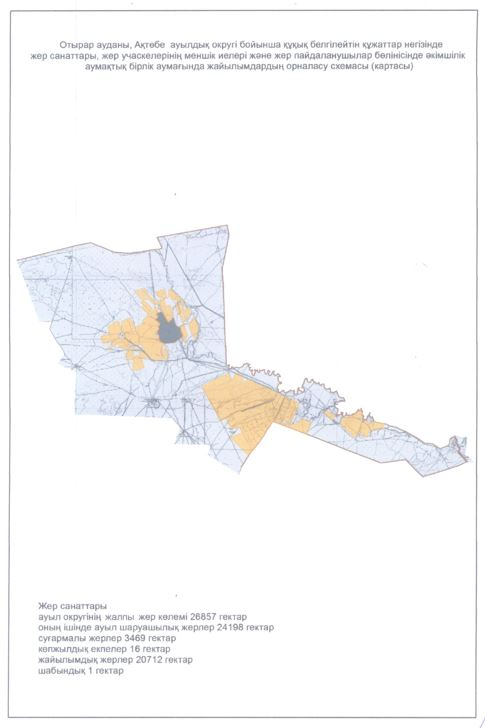 Отырар ауданы, Ақтөбе ауылдық округі бойынша құқық белгілейтін құжаттар негізінде
жер санаттары, жер учаскелерінің меншік иелері және жер пайдаланушылар бөлінісінде әкімшілік
аумақтық бірлік аумағында жайылымдардың орналасу схемасы (картасы)
Жер санаттары
ауыл округінің жалпы жер көлемі 26857 гектар
оның ішінде ауыл шаруашылық жерлер 24198 гектар
суғармалы жерлер 3469 гектар
көпжылдық екпелер 16 гектар
жайылымдық жерлер 20712 гектар
шабындық 1 гектар